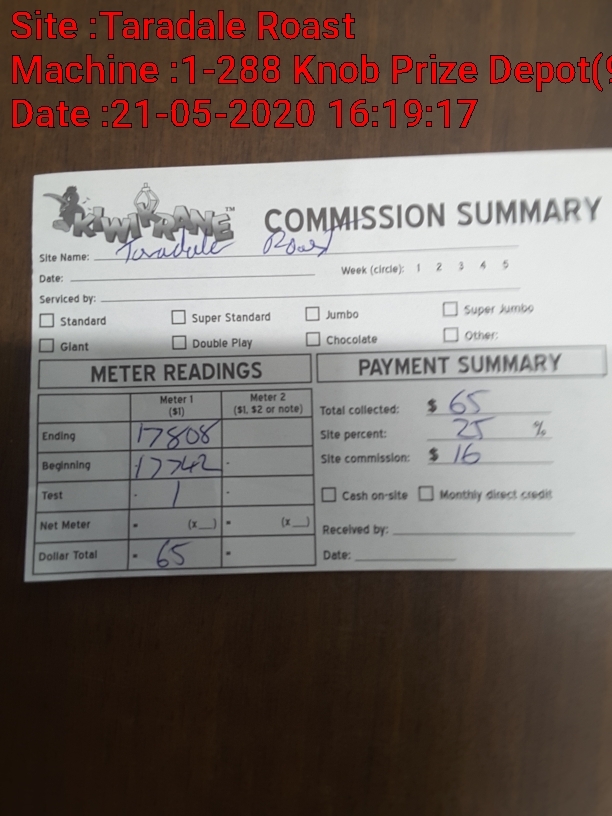 Site :Taradale Roast
Machine :1-288 Knob Prize Depot(9
Date :21-05-2020 16:19:17
KIWIKRANE™ COMMISSION SUMMARY
Site Name: Taradale Roast
Date: Week (circle): 1 2 3 4 5
Serviced by:
Standard Super Standard Jumbo Super Jumbo
Giant Double Play Chocolate Other:
METER READINGS
Meter 1 ($1) Meter 2 ($1, $2 or note)
Ending 17808
Beginning - 17742 -
Test - 1 -
Net Meter = (x__) = (x__)
Dollar Total = 65 =
PAYMENT SUMMARY
Total collected: $ 65
Site percent: 25 %
Site commission: $ 16
Cash on-site Monthly direct credit
Received by:
Date: